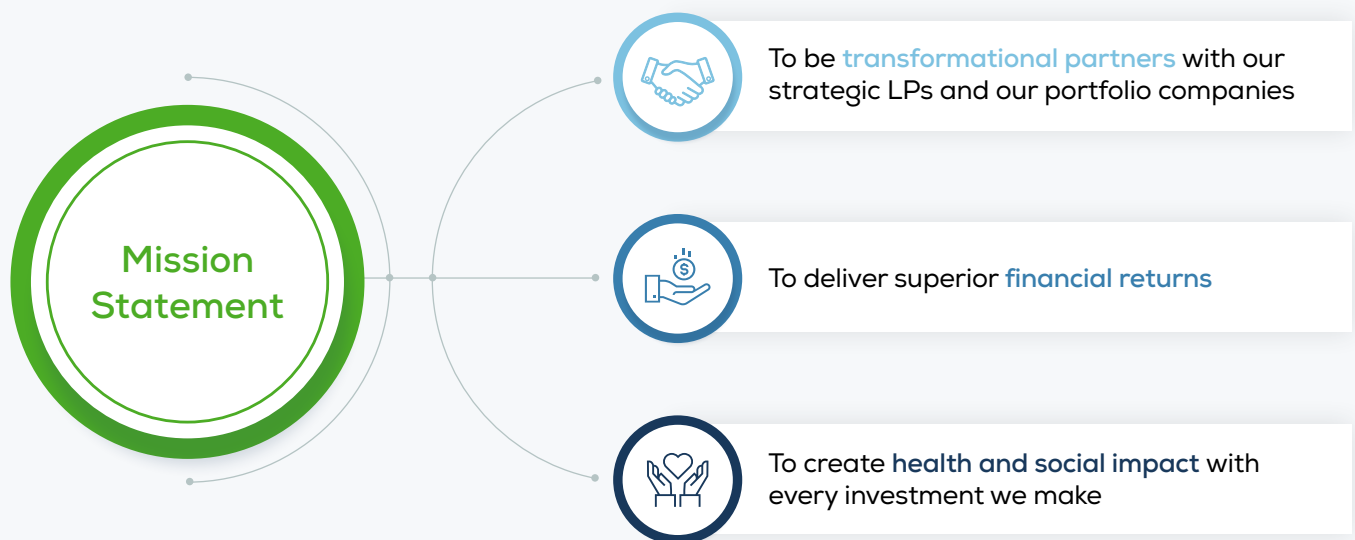 Mission
Statement
To be transformational partners with our
strategic LPs and our portfolio companies
$
To deliver superior financial returns
To create health and social impact with
every investment we make